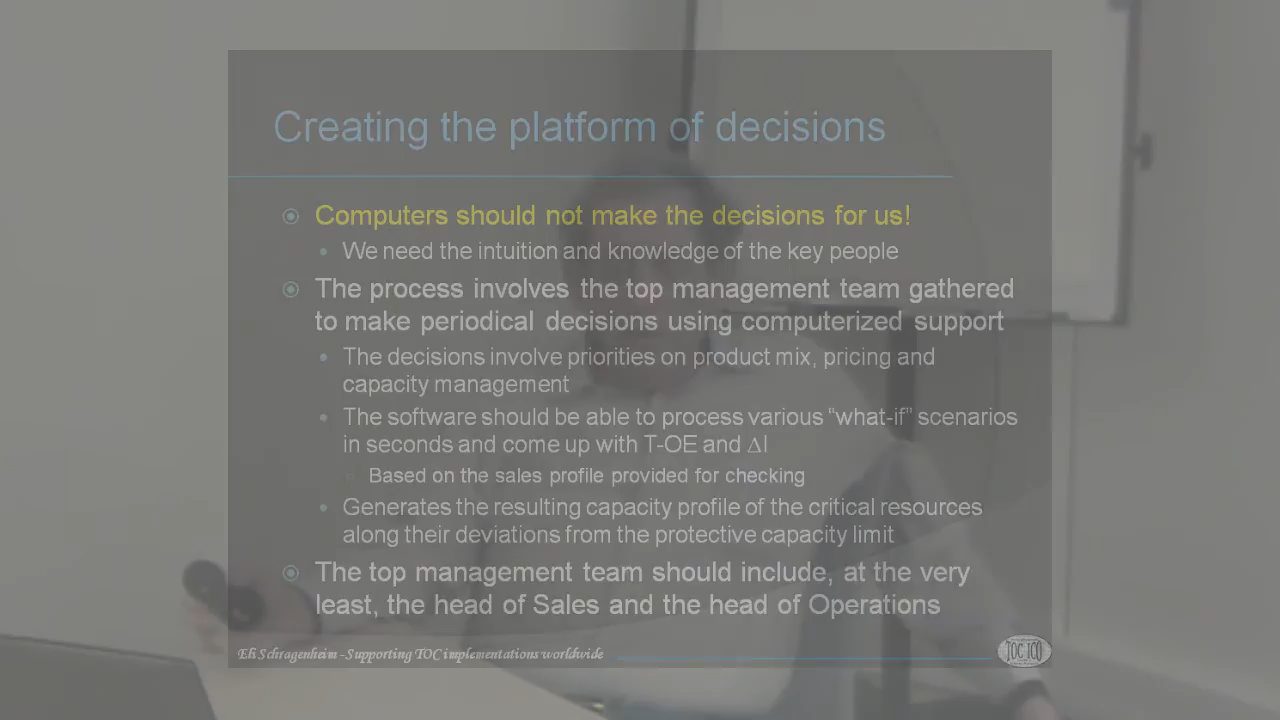 Creating the platform of decisions
Computers should not make the decisions for us!
We need the intuition and knowledge of the key people
The process involves the top management team gathered
to make periodical decisions using computerized support
The decisions involve priorities on product mix, pricing and
capacity management
The software should be able to process various “what-if” scenarios
in seconds and come up with T-OE and ΔI
Based on the sales profile provided for checking
Generates the resulting capacity profile of the critical resources
along their deviations from the protective capacity limit
The top management team should include, at the very
least, the head of Sales and the head of Operations
Eli Schragenheim -Supporting TOC implementations worldwide